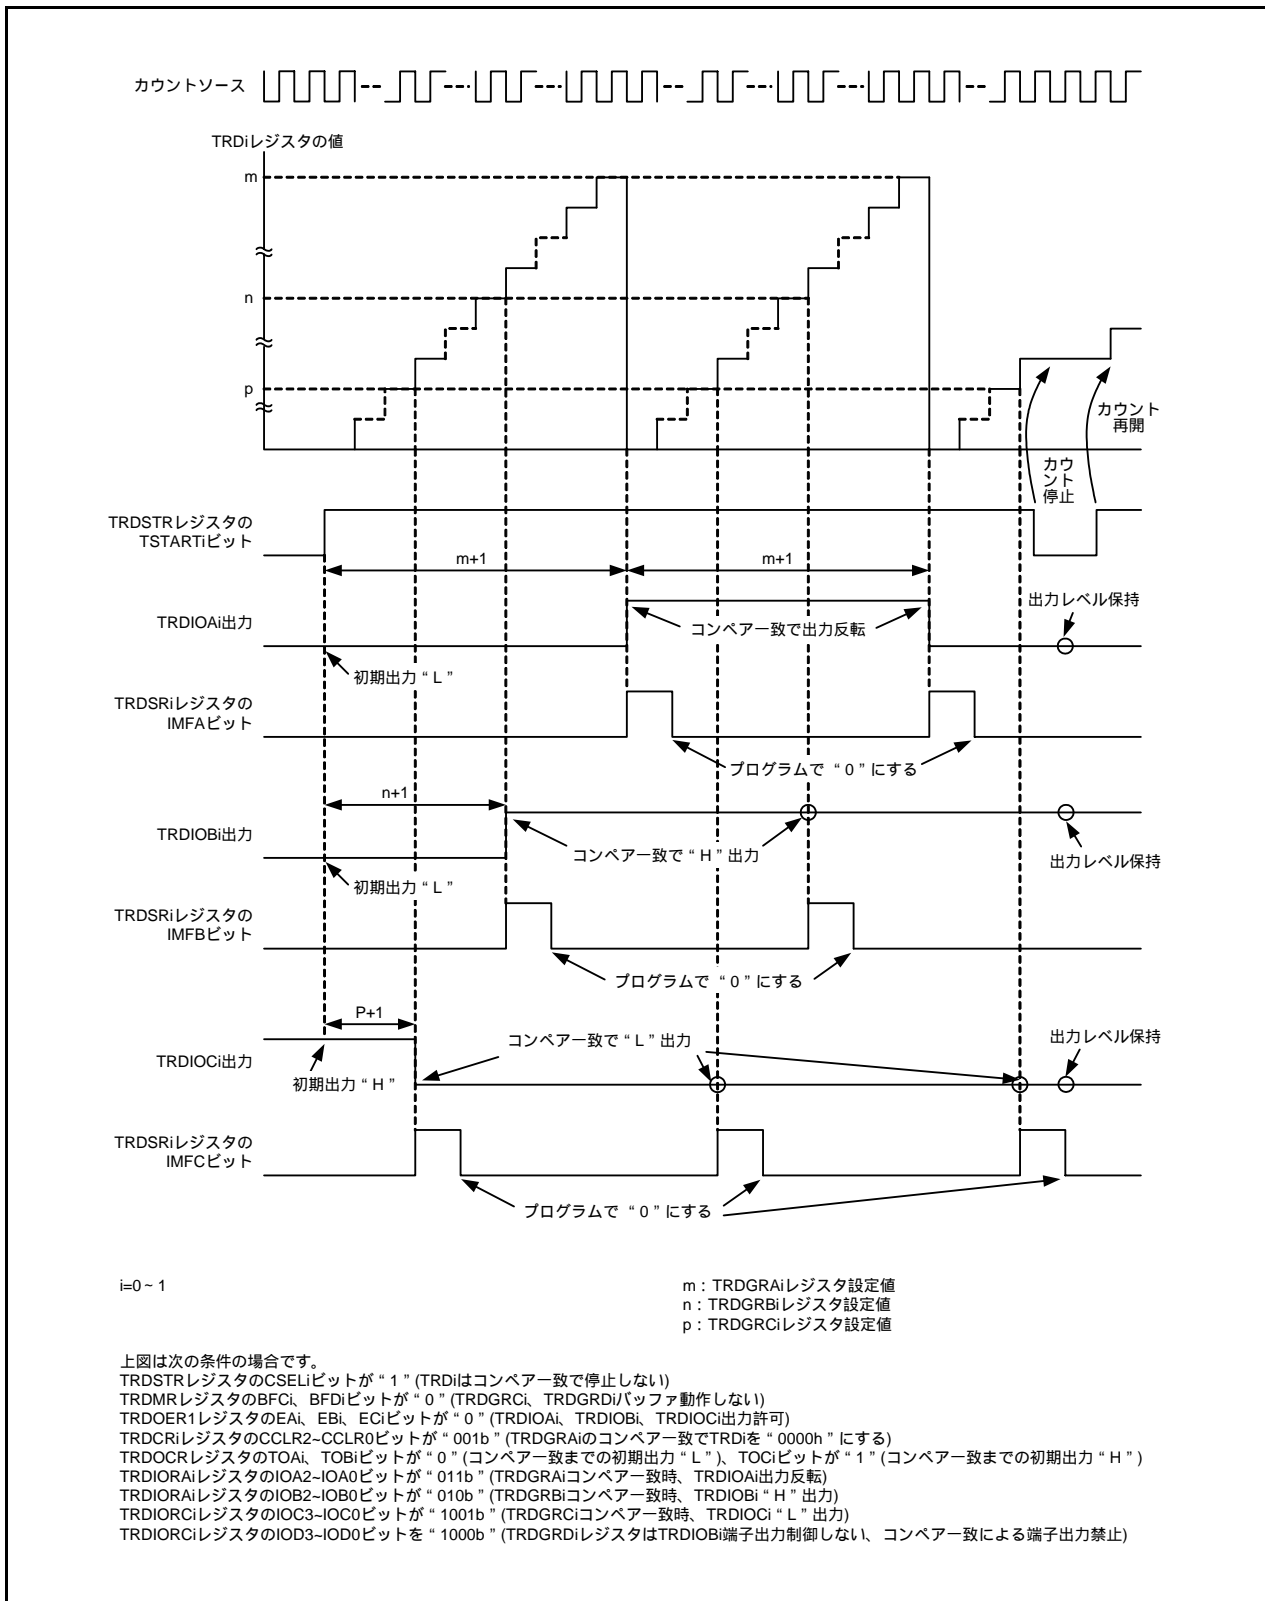 カウントソース
TRDiレジスタの値
m
n
p
カウント
再開
カウ
ント
停止
TRDSTRレジスタの
TSTARTiビット
m+1
m+1
出力レベル保持
TRDIOAi出力
コンペア一致で出力反転
初期出力“L”
TRDSRiレジスタの
IMFAビット
プログラムで“0”にする
n+1
TRDIOBi出力
コンペア一致で“H”出力
出力レベル保持
初期出力“L”
TRDSRiレジスタの
IMFBビット
プログラムで“0”にする
P+1
コンペア一致で“L”出力
出力レベル保持
TRDIOCi出力
初期出力“H”
TRDSRiレジスタの
IMFCビット
プログラムで“0”にする
i=0～1
m：TRDGRAiレジスタ設定値
n：TRDGRBiレジスタ設定値
p：TRDGRCiレジスタ設定値
上図は次の条件の場合です。
TRDSTRレジスタのCSELiビットが“1”(TRDiはコンペア一致で停止しない)
TRDMRレジスタのBFCi、BFDiビットが“0”(TRDGRCi、TRDGRDiバッファ動作しない)
TRDOER1レジスタのEAi、EBi、ECiビットが“0”(TRDIOAi、TRDIOBi、TRDIOCi出力許可)
TRDCRiレジスタのCCLR2~CCLR0ビットが“001b”(TRDGRAiのコンペア一致でTRDiを“0000h”にする)
TRDOCRレジスタのTOAi、TOBiビットが“0”(コンペア一致までの初期出力“L”)、TOCiビットが“1”(コンペア一致までの初期出力“H”)
TRDIORAiレジスタのIOA2~IOA0ビットが“011b”(TRDGRAiコンペア一致時、TRDIOAi出力反転)
TRDIORAiレジスタのIOB2~IOB0ビットが“010b”(TRDGRBiコンペア一致時、TRDIOBi“H”出力)
TRDIORCiレジスタのIOC3~IOC0ビットが“1001b”(TRDGRCiコンペア一致時、TRDIOCi“L”出力)
TRDIORCiレジスタのIOD3~IOD0ビットを“1000b”(TRDGRDiレジスタはTRDIOBi端子出力制御しない、コンペア一致による端子出力禁止)